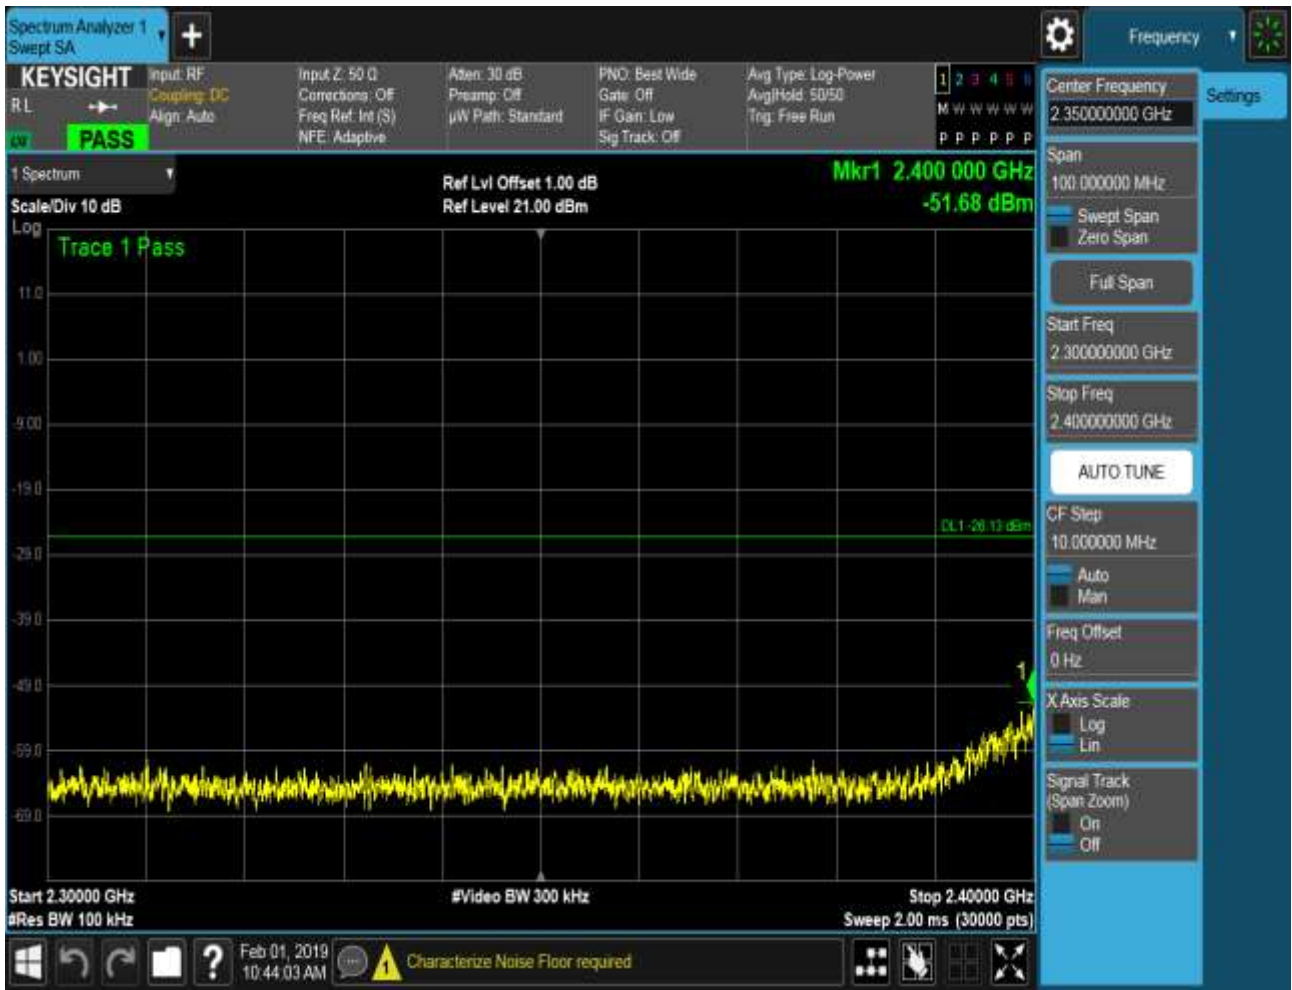 Spectrum Analyzer 1
Swept SA
+
Frequency
KEYSIGHT
Input: RF
Coupling: DC
Align: Auto
Input Z: 50 Ω
Corrections: Off
Freq Ref: Int (S)
NFE: Adaptive
Atten: 30 dB
Preamp: Off
µW Path: Standard
PNO: Best Wide
Gate: Off
IF Gain: Low
Sig Track: Off
Avg Type: Log-Power
Avg|Hold: 50/50
Trig: Free Run
1 2 3 4 5 6
M W W W W W
P P P P P P
R L
PASS
1 Spectrum
Scale/Div 10 dB
Log
Ref Lvl Offset 1.00 dB
Ref Level 21.00 dBm
Mkr1 2.400 000 GHz
-51.68 dBm
Trace 1 Pass
11.0
1.00
-9.00
-19.0
DL1 -26.13 dBm
-29.0
-39.0
-49.0
1
-59.0
-69.0
Start 2.30000 GHz
#Res BW 100 kHz
#Video BW 300 kHz
Stop 2.40000 GHz
Sweep 2.00 ms (30000 pts)
Center Frequency
2.350000000 GHz
Settings
Span
100.000000 MHz
Swept Span
Zero Span
Full Span
Start Freq
2.300000000 GHz
Stop Freq
2.400000000 GHz
AUTO TUNE
CF Step
10.000000 MHz
Auto
Man
Freq Offset
0 Hz
X Axis Scale
Log
Lin
Signal Track
(Span Zoom)
On
Off
?
Feb 01, 2019
10:44:03 AM
1
Characterize Noise Floor required